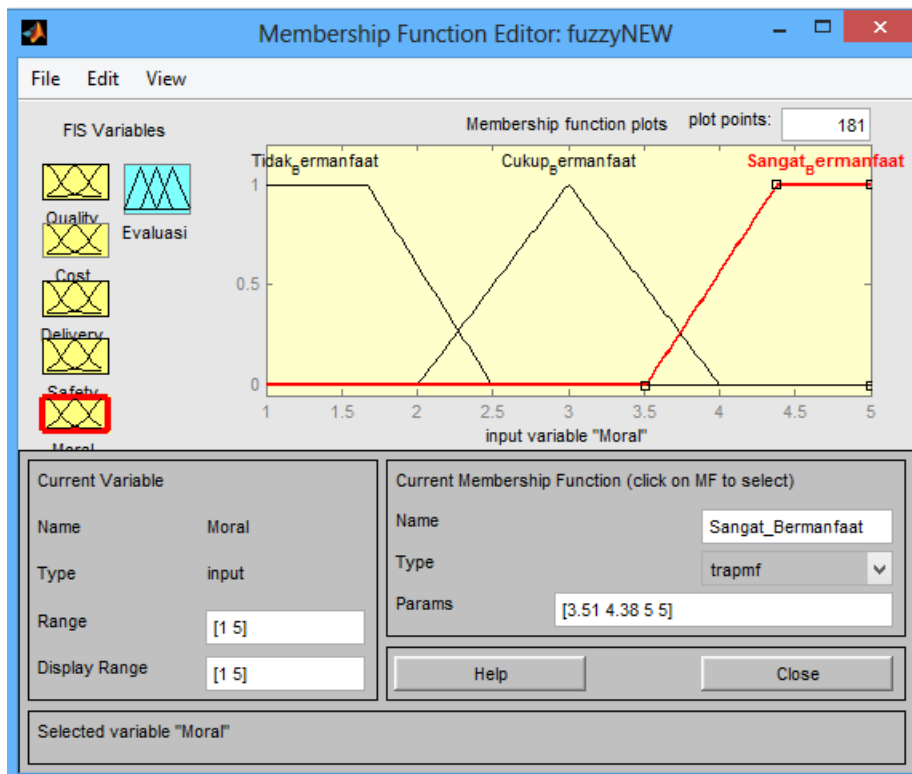 Membership Function Editor: fuzzyNEW
File Edit View
FIS Variables
Quality
Evaluasi
Cost
Delivery
Safety
Moral
Membership function plots plot points: 181
Tidak_Bermanfaat Cukup_Bermanfaat Sangat_Bermanfaat
1
0.5
0
1 1.5 2 2.5 3 3.5 4 4.5 5
input variable "Moral"
Current Variable
Name Moral
Type input
Range [1 5]
Display Range [1 5]
Current Membership Function (click on MF to select)
Name Sangat_Bermanfaat
Type trapmf
Params [3.51 4.38 5 5]
Help Close
Selected variable "Moral"